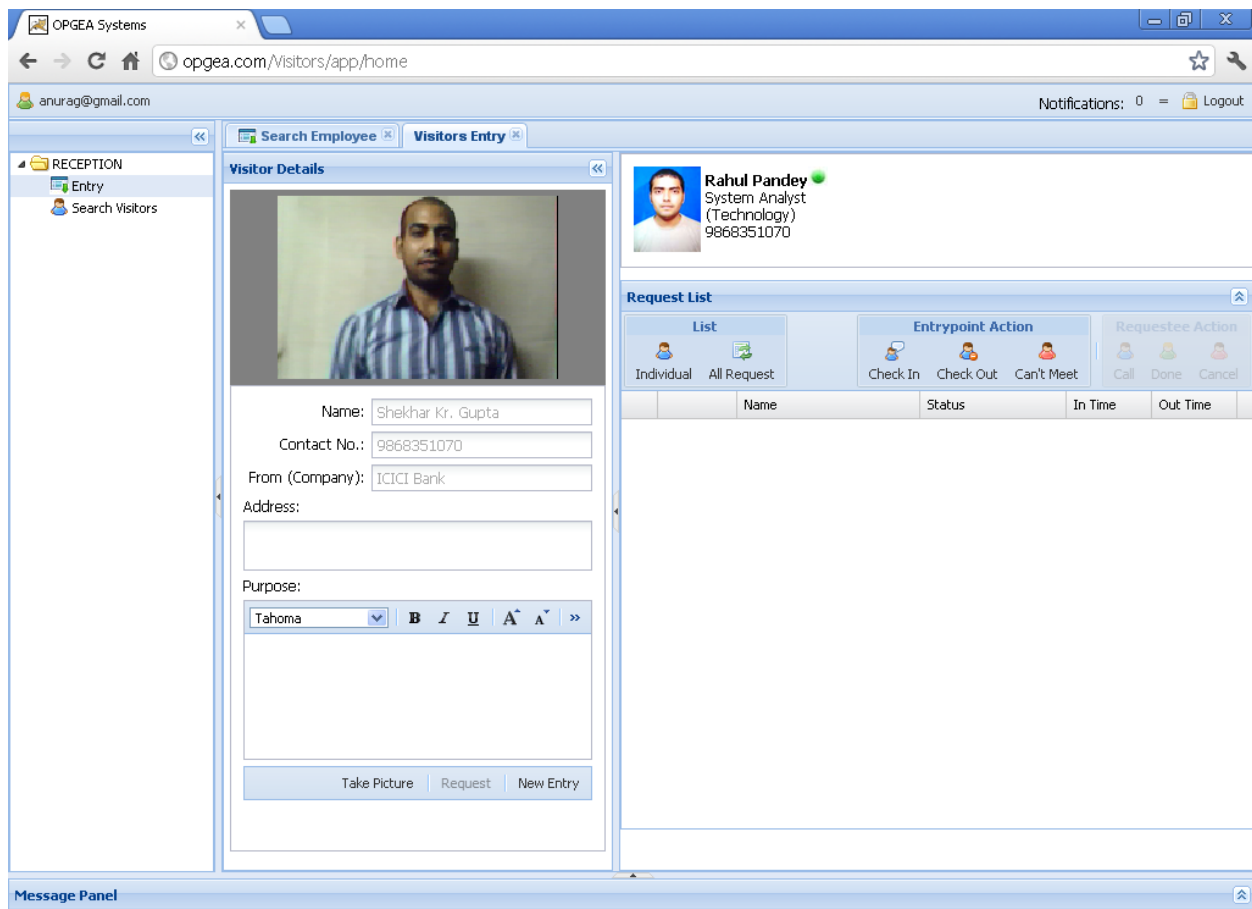 OPGEA Systems
opgea.com/Visitors/app/home
anurag@gmail.com
Notifications: 0 = Logout
Search Employee
Visitors Entry
RECEPTION
Entry
Search Visitors
Visitor Details
Name: Shekhar Kr. Gupta
Contact No.: 9868351070
From (Company): ICICI Bank
Address:
Purpose:
Tahoma B I U A A »
Take Picture Request New Entry
Rahul Pandey
System Analyst
(Technology)
9868351070
Request List
List Entrypoint Action Requestee Action
Individual All Request Check In Check Out Can't Meet Call Done Cancel
Name Status In Time Out Time
Message Panel